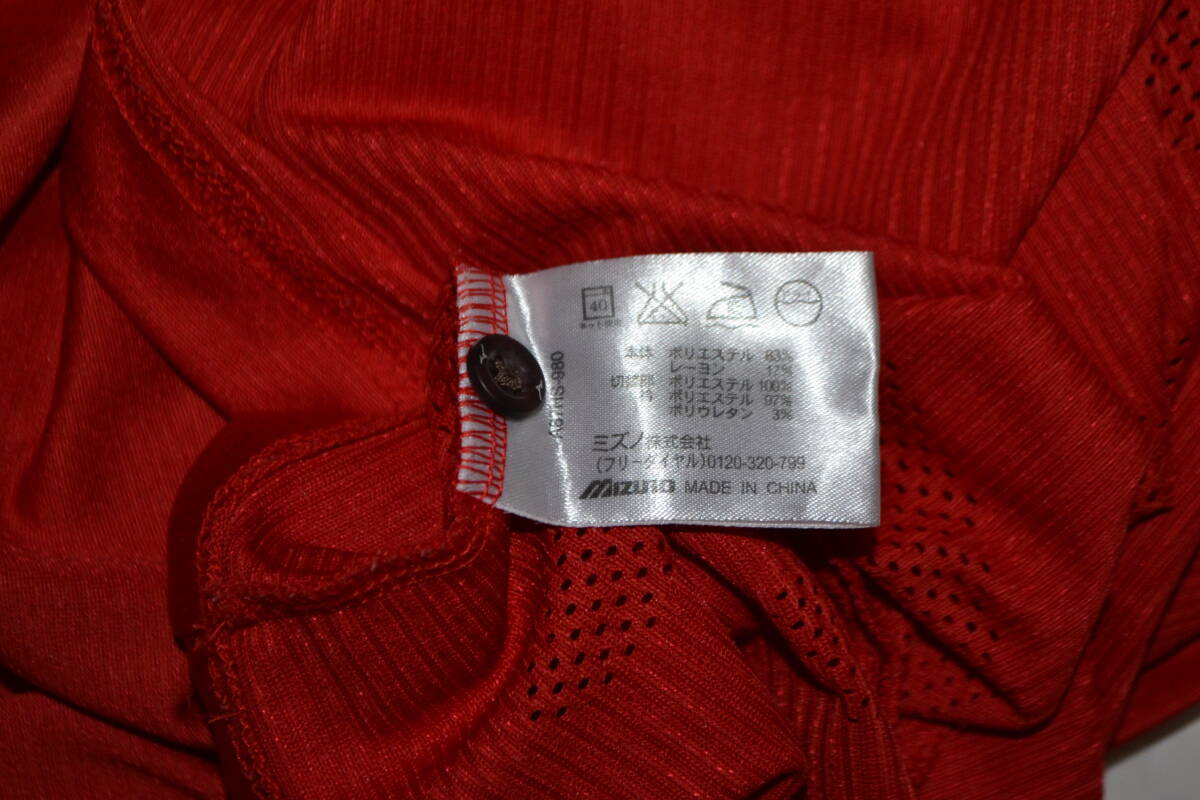 40
ネット使用
本体 ポリエステル 83%
レーヨン 17%
切替部 ポリエステル 100%
衿 ポリエステル 97%
ポリウレタン 3%
ミズノ株式会社
(フリーダイヤル)0120-320-799
MIZUNO MADE IN CHINA